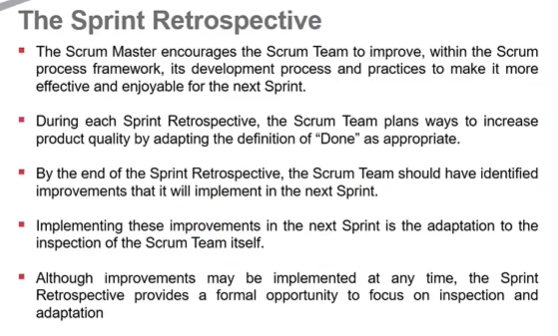 The Sprint Retrospective
The Scrum Master encourages the Scrum Team to improve, within the Scrum
process framework, its development process and practices to make it more
effective and enjoyable for the next Sprint.
During each Sprint Retrospective, the Scrum Team plans ways to increase
product quality by adapting the definition of “Done” as appropriate.
By the end of the Sprint Retrospective, the Scrum Team should have identified
improvements that it will implement in the next Sprint.
Implementing these improvements in the next Sprint is the adaptation to the
inspection of the Scrum Team itself.
Although improvements may be implemented at any time, the Sprint
Retrospective provides a formal opportunity to focus on inspection and
adaptation